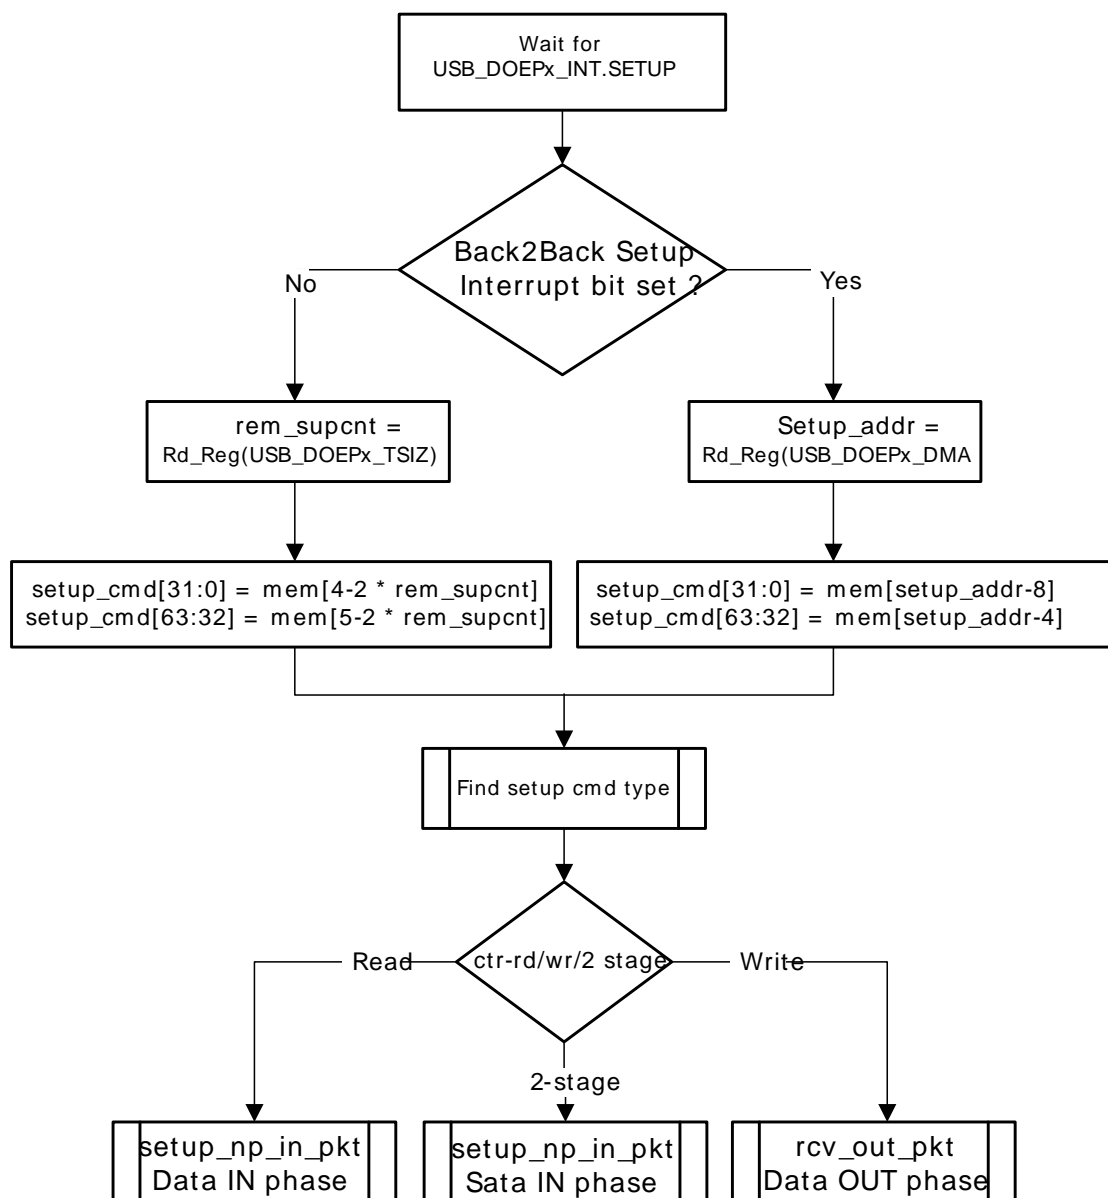 Wait for
USB_DOEPx_INT.SETUP
Back2Back Setup
Interrupt bit set ?
No
Yes
rem_supcnt =
Rd_Reg(USB_DOEPx_TSIZ)
Setup_addr =
Rd_Reg(USB_DOEPx_DMA
setup_cmd[31:0] = mem[4-2 * rem_supcnt]
setup_cmd[63:32] = mem[5-2 * rem_supcnt]
setup_cmd[31:0] = mem[setup_addr-8]
setup_cmd[63:32] = mem[setup_addr-4]
Find setup cmd type
ctr-rd/wr/2 stage
Read
Write
2-stage
setup_np_in_pkt
Data IN phase
setup_np_in_pkt
Sata IN phase
rcv_out_pkt
Data OUT phase